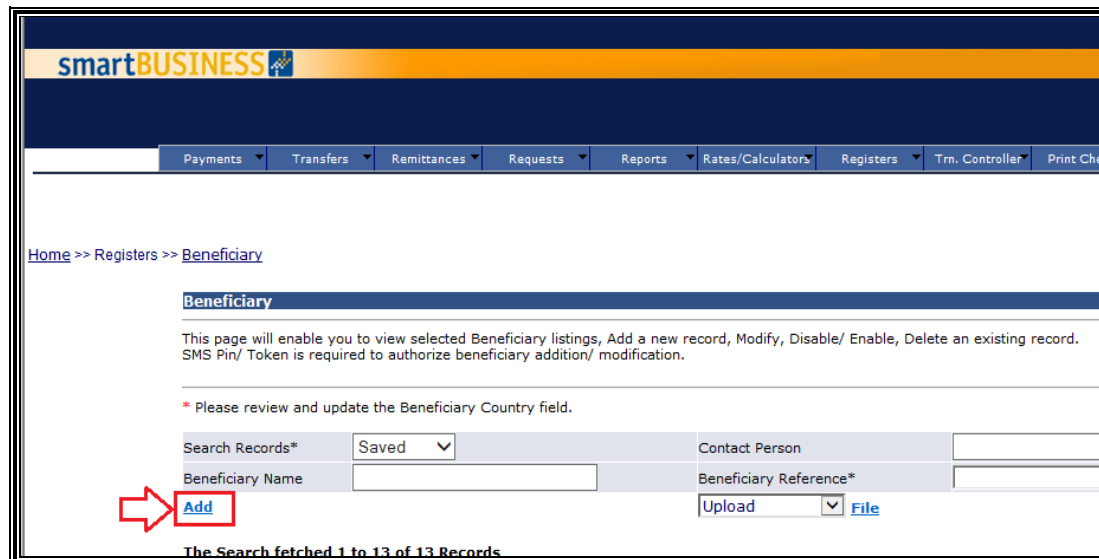 smartBUSINESS
Payments Transfers Remittances Requests Reports Rates/Calculators Registers Trn. Controller Print Che
Home >> Registers >> Beneficiary
Beneficiary
This page will enable you to view selected Beneficiary listings, Add a new record, Modify, Disable/ Enable, Delete an existing record.
SMS Pin/ Token is required to authorize beneficiary addition/ modification.
* Please review and update the Beneficiary Country field.
Search Records* Saved Contact Person
Beneficiary Name Beneficiary Reference*
Add Upload File
The Search fetched 1 to 13 of 13 Records